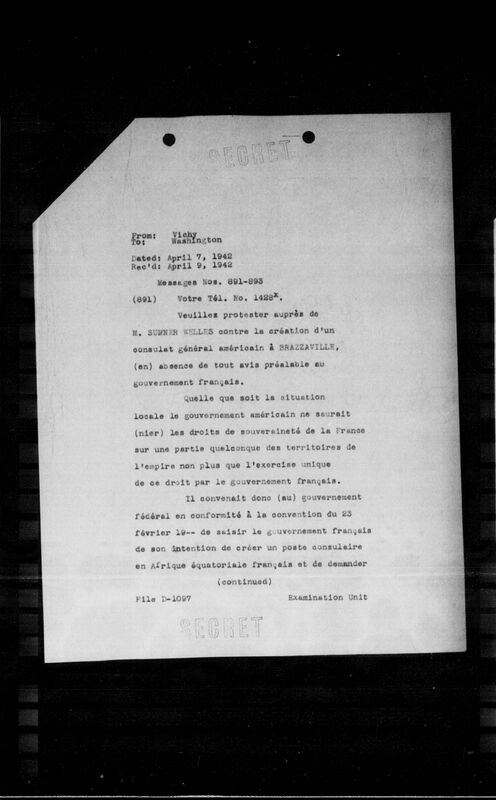 SECRET
From: Vichy
To: Washington
Dated: April 7, 1942
Rec'd: April 9, 1942
Messages Nos. 891-893
(891) Votre Tél. No. 1428x.
Veuillez protester auprès de
M. SUMNER WELLES contre la création d'un
consulat général américain à BRAZZAVILLE,
(en) absence de tout avis préalable au
gouvernement français.
Quelle que soit la situation
locale le gouvernement américain ne saurait
(nier) les droits de souveraineté de la France
sur une partie quelconque des territoires de
l'empire non plus que l'exercise unique
de ce droit par le gouvernement français.
Il convenait donc (au) gouvernement
fédéral en conformité à la convention du 23
février 19-- de saisir le gouvernement français
de son intention de créer un poste consulaire
en Afrique équatoriale français et de demander
(continued)
File D-1097 Examination Unit
SECRET